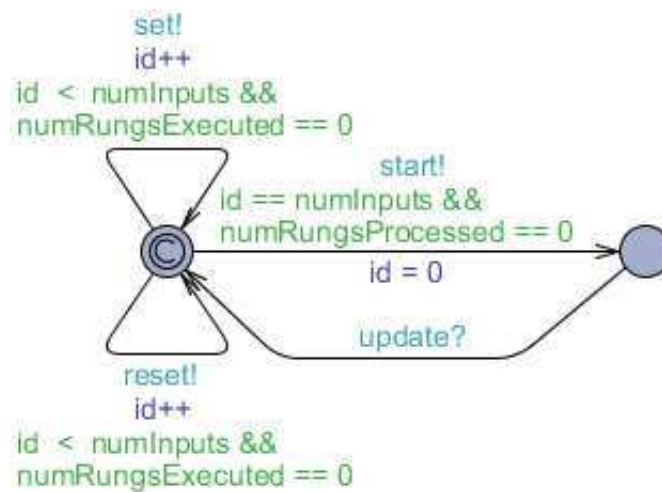 set!
id++
id < numInputs &&
numRungsExecuted == 0
start!
id == numInputs &&
numRungsProcessed == 0
C
id = 0
update?
reset!
id++
id < numInputs &&
numRungsExecuted == 0